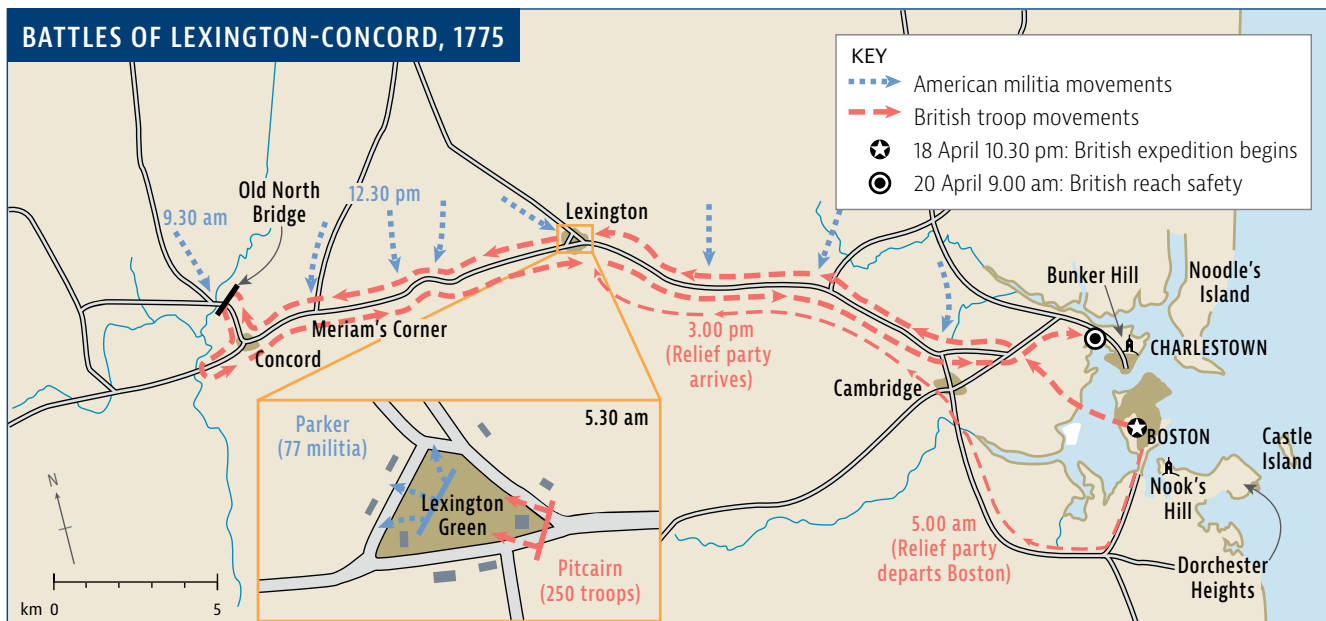 BATTLES OF LEXINGTON-CONCORD, 1775
KEY
American militia movements
British troop movements
18 April 10.30 pm: British expedition begins
20 April 9.00 am: British reach safety
Old North
Bridge
9.30 am
12.30 pm
Lexington
Bunker Hill
Noodle's
Island
Meriam's Corner
Concord
3.00 pm
(Relief party
arrives)
CHARLESTOWN
Cambridge
BOSTON
Castle
Island
Nook's
Hill
5.00 am
(Relief party
departs Boston)
Dorchester
Heights
5.30 am
Parker
(77 militia)
Lexington
Green
Pitcairn
(250 troops)
N
km 0 5